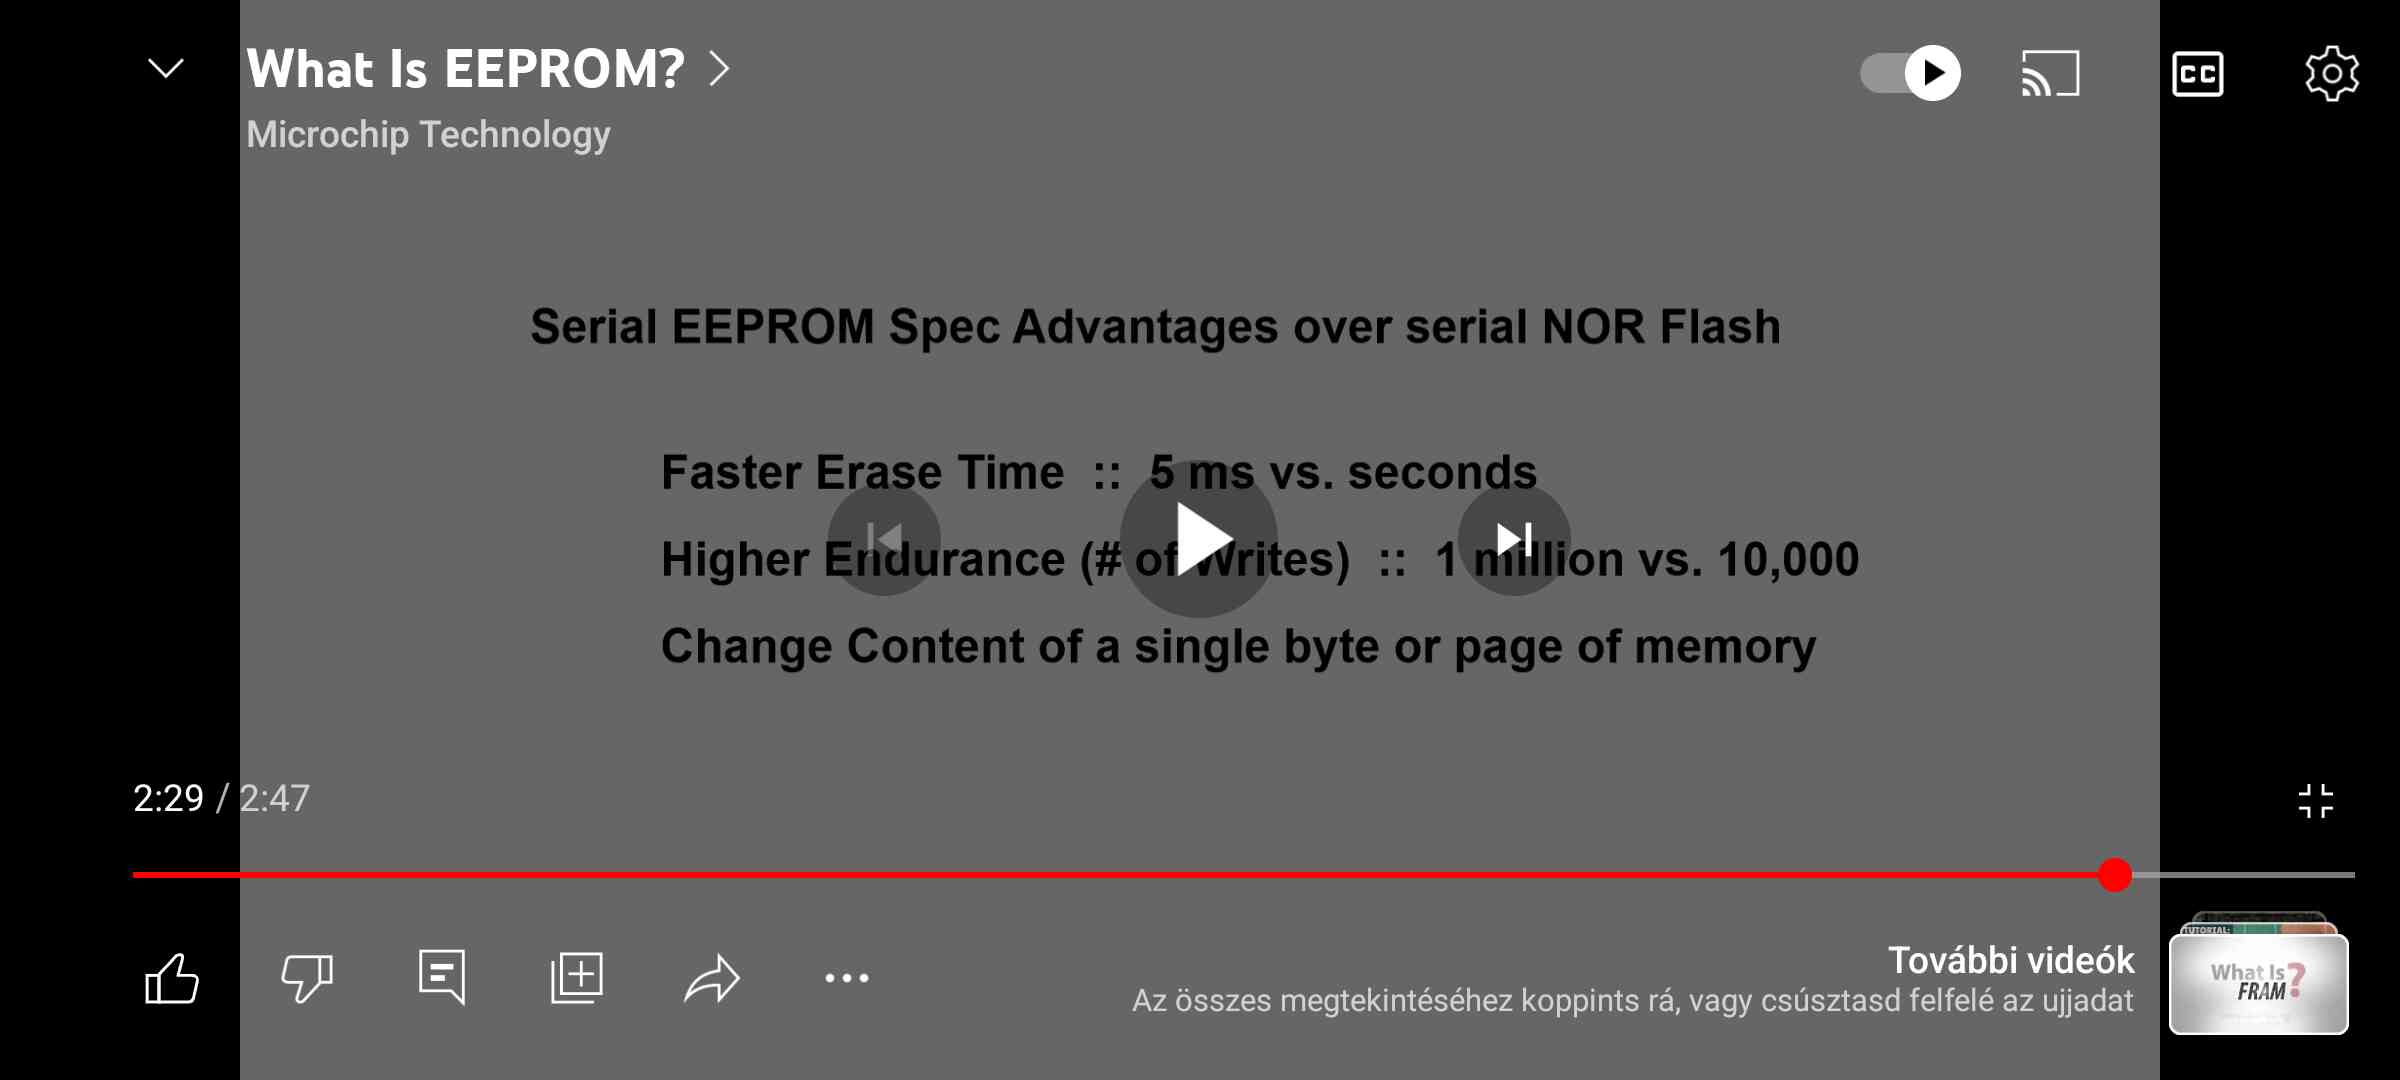 What Is EEPROM?
Microchip Technology
CC
Serial EEPROM Spec Advantages over serial NOR Flash
Faster Erase Time :: 5 ms vs. seconds
Higher Endurance (# of Writes) :: 1 million vs. 10,000
Change Content of a single byte or page of memory
2:29 / 2:47
További videók
Az összes megtekintéséhez koppints rá, vagy csúsztasd felfelé az ujjadat
TUTORIAL:
What Is
FRAM?